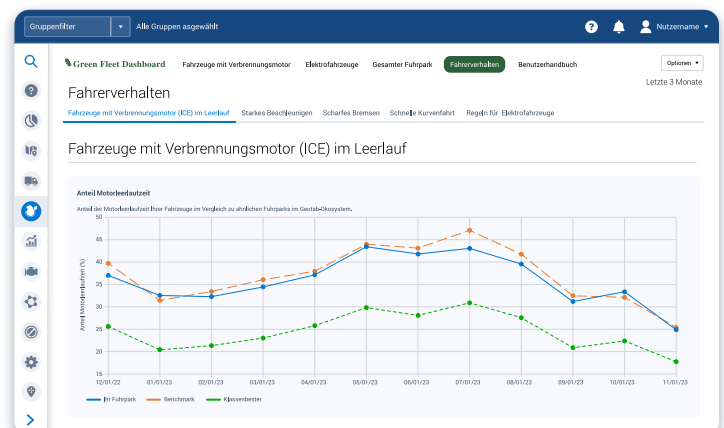 Gruppenfilter
Alle Gruppen asgewählt
Nutzername
Green Fleet Dashboard Fahrzeuge mit Verbrennungsmotor Elektrofahrzeuge Gesamter Fuhrpark Fahrerverhalten Benutzerhandbuch Optionen
Letzte 3 Monate
Fahrerverhalten
Fahrzeuge mit Verbrennungsmotor (ICE) im Leerlauf Starkes Beschleunigen Scharfes Bremsen Schnelle Kurvenfahrt Regeln für Elektrofahrzeuge
Fahrzeuge mit Verbrennungsmotor (ICE) im Leerlauf
Anteil Motorleerlautzeit
Anteil der Motorleerlaufzeit Ihrer Fahrzeuge im Vergleich zu ähnlichen Fuhrparks im Geotab-Ökosystem.
Anteil Motorleerlaufzeit (%)
50
45
40
35
30
25
20
15
12/01/22 01/01/23 02/01/23 03/01/23 04/01/23 05/01/23 06/01/23 07/01/23 08/01/23 09/01/23 10/01/23 11/01/23
Ihr Fuhrpark Benchmark Klassenbester